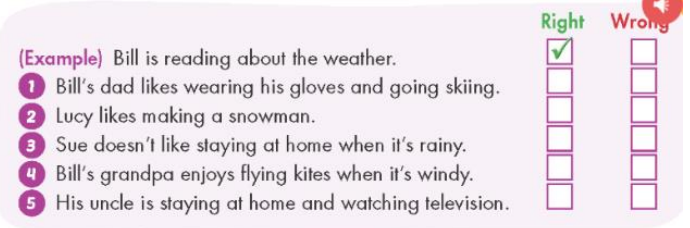 Right Wrong
(Example) Bill is reading about the weather.
1 Bill's dad likes wearing his gloves and going skiing.
2 Lucy likes making a snowman.
3 Sue doesn't like staying at home when it's rainy.
4 Bill's grandpa enjoys flying kites when it's windy.
5 His uncle is staying at home and watching television.